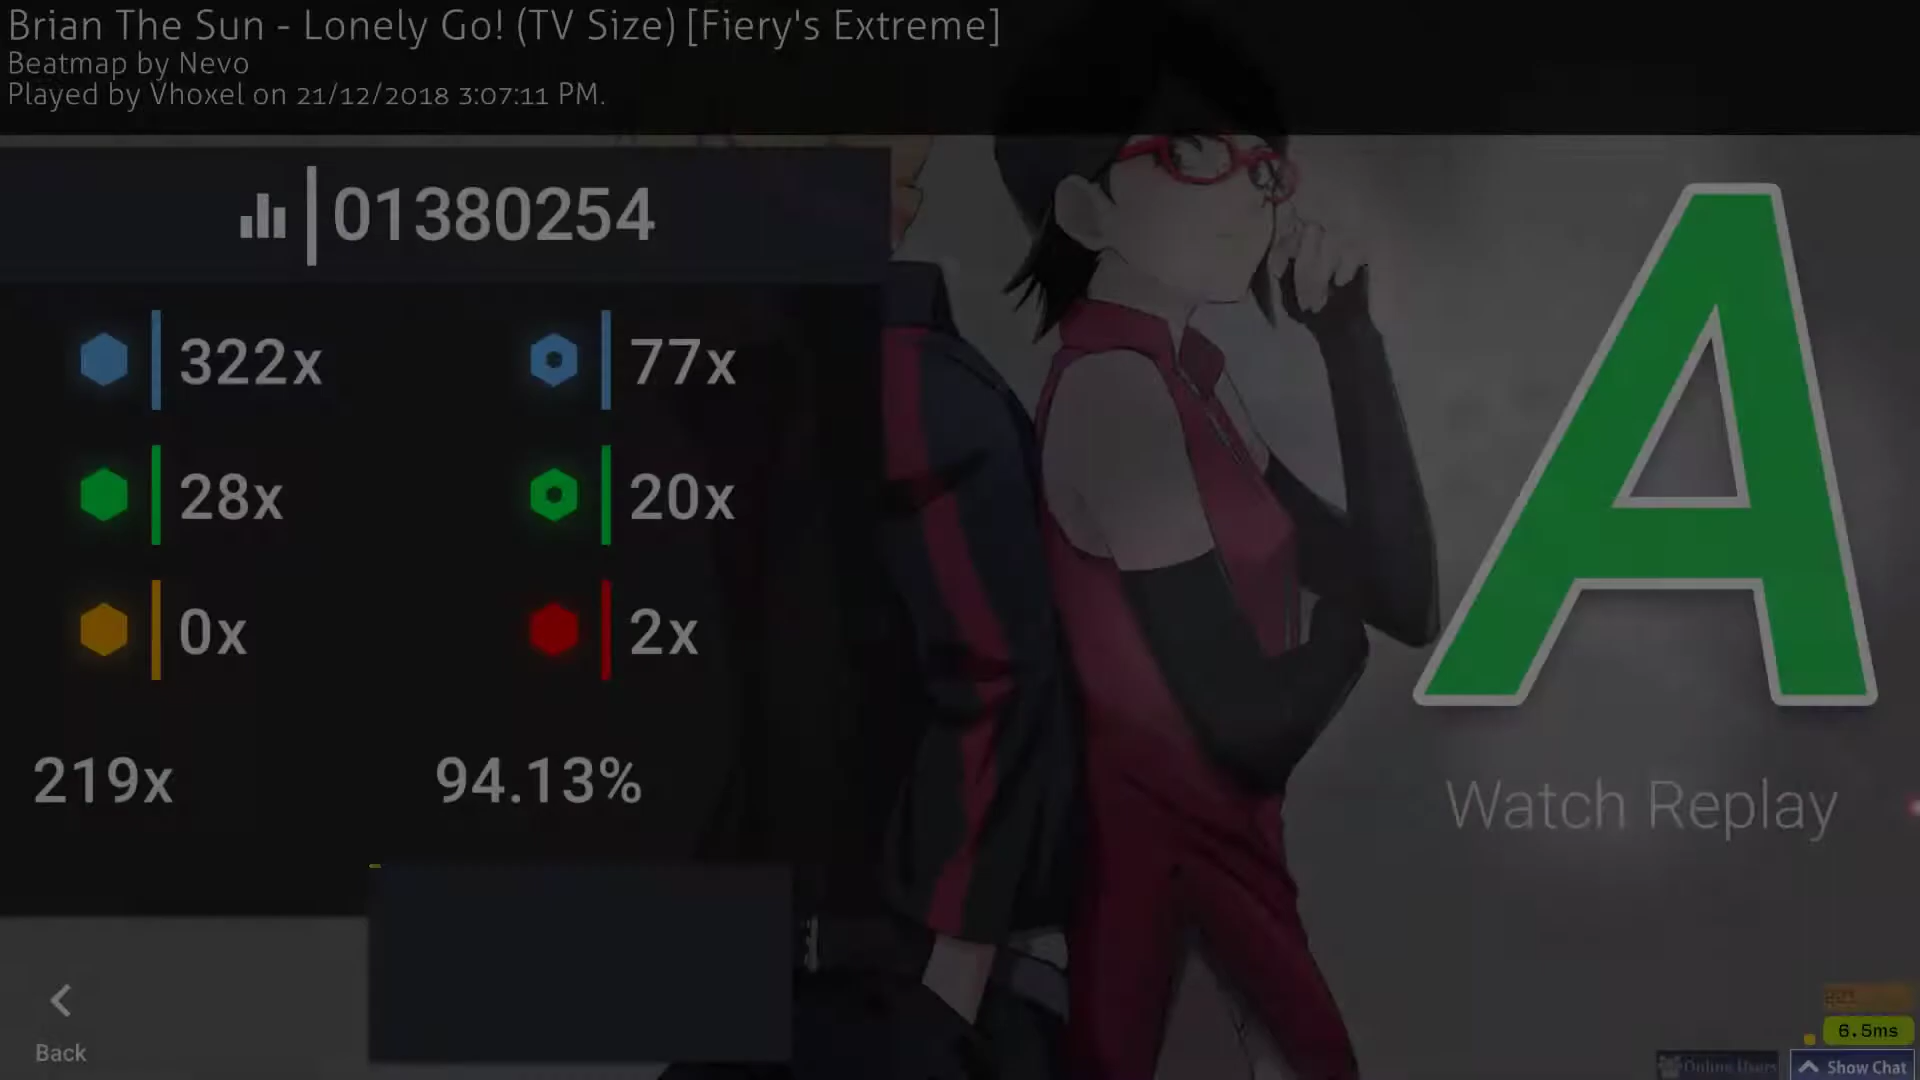 Brian The Sun - Lonely Go! (TV Size) [Fiery's Extreme]
Beatmap by Nevo
Played by Vhoxel on 21/12/2018 3:07:11 PM.
01380254
322x 77x
28x 20x
0x 2x
219x 94.13%
Watch Replay
Back
6.5ms
Online Users
Show Chat